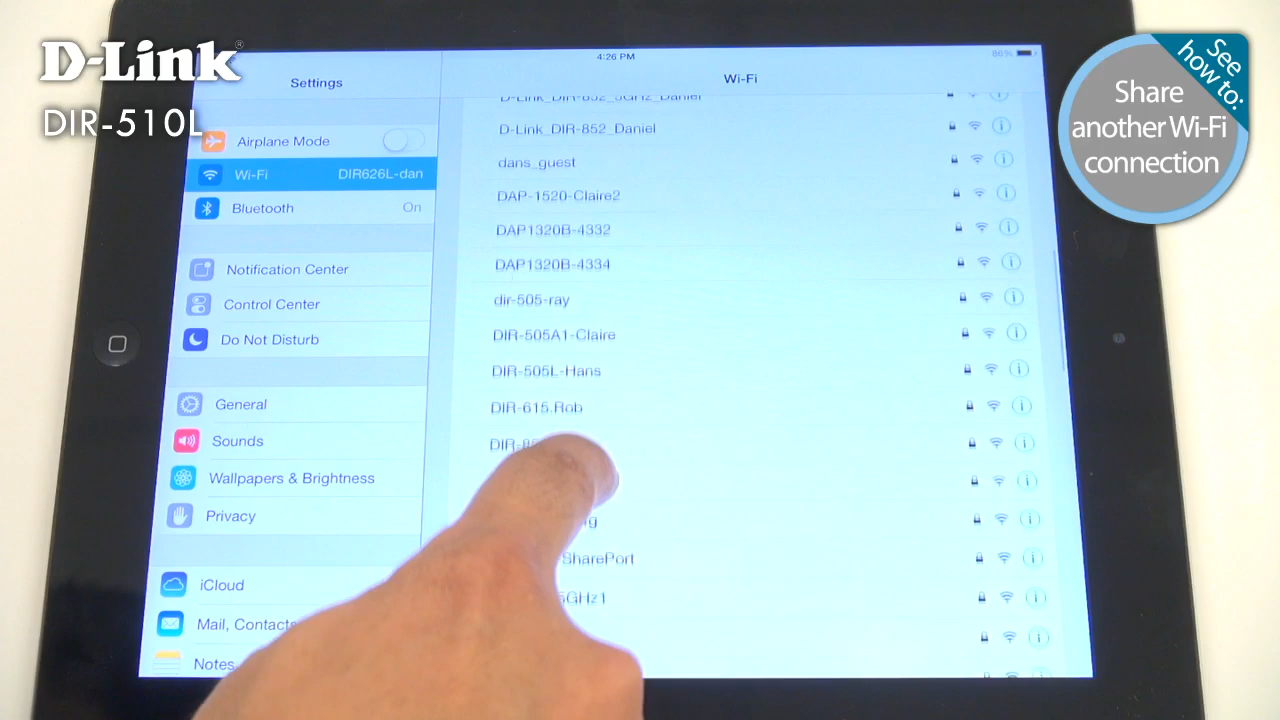 D-Link®
DIR-510L
See
how to:
Share
another Wi-Fi
connection
4:26 PM
86%
Settings
Wi-Fi
Airplane Mode
Wi-Fi DIR626L-dan
Bluetooth On
Notification Center
Control Center
Do Not Disturb
General
Sounds
Wallpapers & Brightness
Privacy
iCloud
Mail, Contacts
Notes
D-Link_DIR-852_5GHz_Daniel
D-Link_DIR-852_Daniel
dans_guest
DAP-1520-Claire2
DAP1320B-4332
DAP1320B-4334
dir-505-ray
DIR-505A1-Claire
DIR-505L-Hans
DIR-615.Rob
SharePort
5GHz1